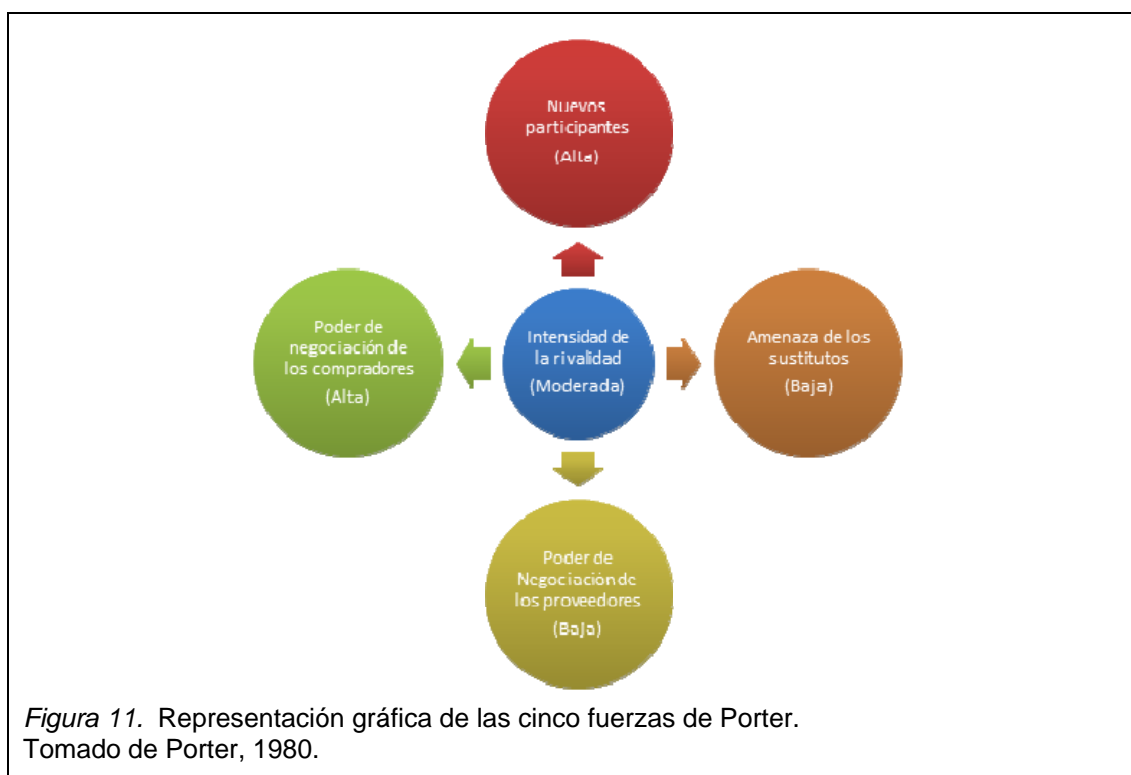 Nuevos
participantes
(Alta)
Poder de
negociación de
los compradores
(Alta)
Intensidad de
la rivalidad
(Moderada)
Amenaza de los
sustitutos
(Baja)
Poder de
Negociación de
los proveedores
(Baja)
Figura 11. Representación gráfica de las cinco fuerzas de Porter.
Tomado de Porter, 1980.